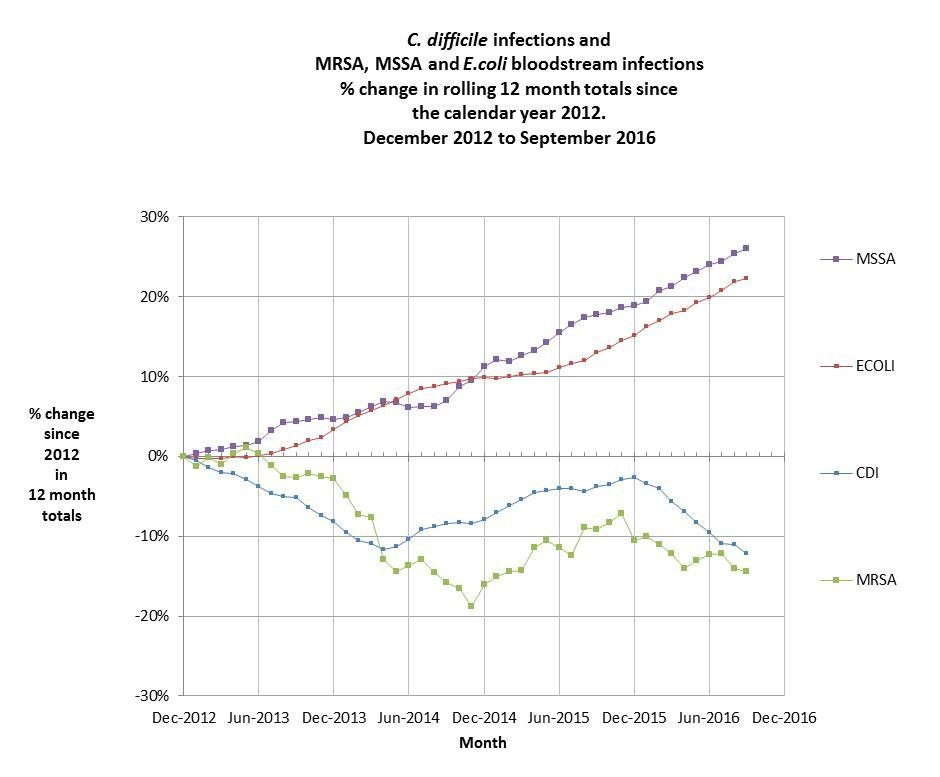 C. difficile infections and
MRSA, MSSA and E.coli bloodstream infections
% change in rolling 12 month totals since
the calendar year 2012.
December 2012 to September 2016
30%
20%
10%
0%
-10%
-20%
-30%
% change
since
2012
in
12 month
totals
MSSA
ECOLI
CDI
MRSA
Dec-2012 Jun-2013 Dec-2013 Jun-2014 Dec-2014 Jun-2015 Dec-2015 Jun-2016 Dec-2016
Month